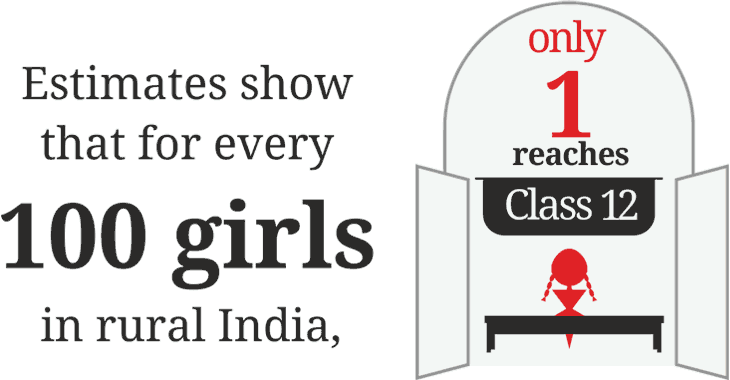 Estimates show
that for every
100 girls
in rural India,
only
1
reaches
Class 12